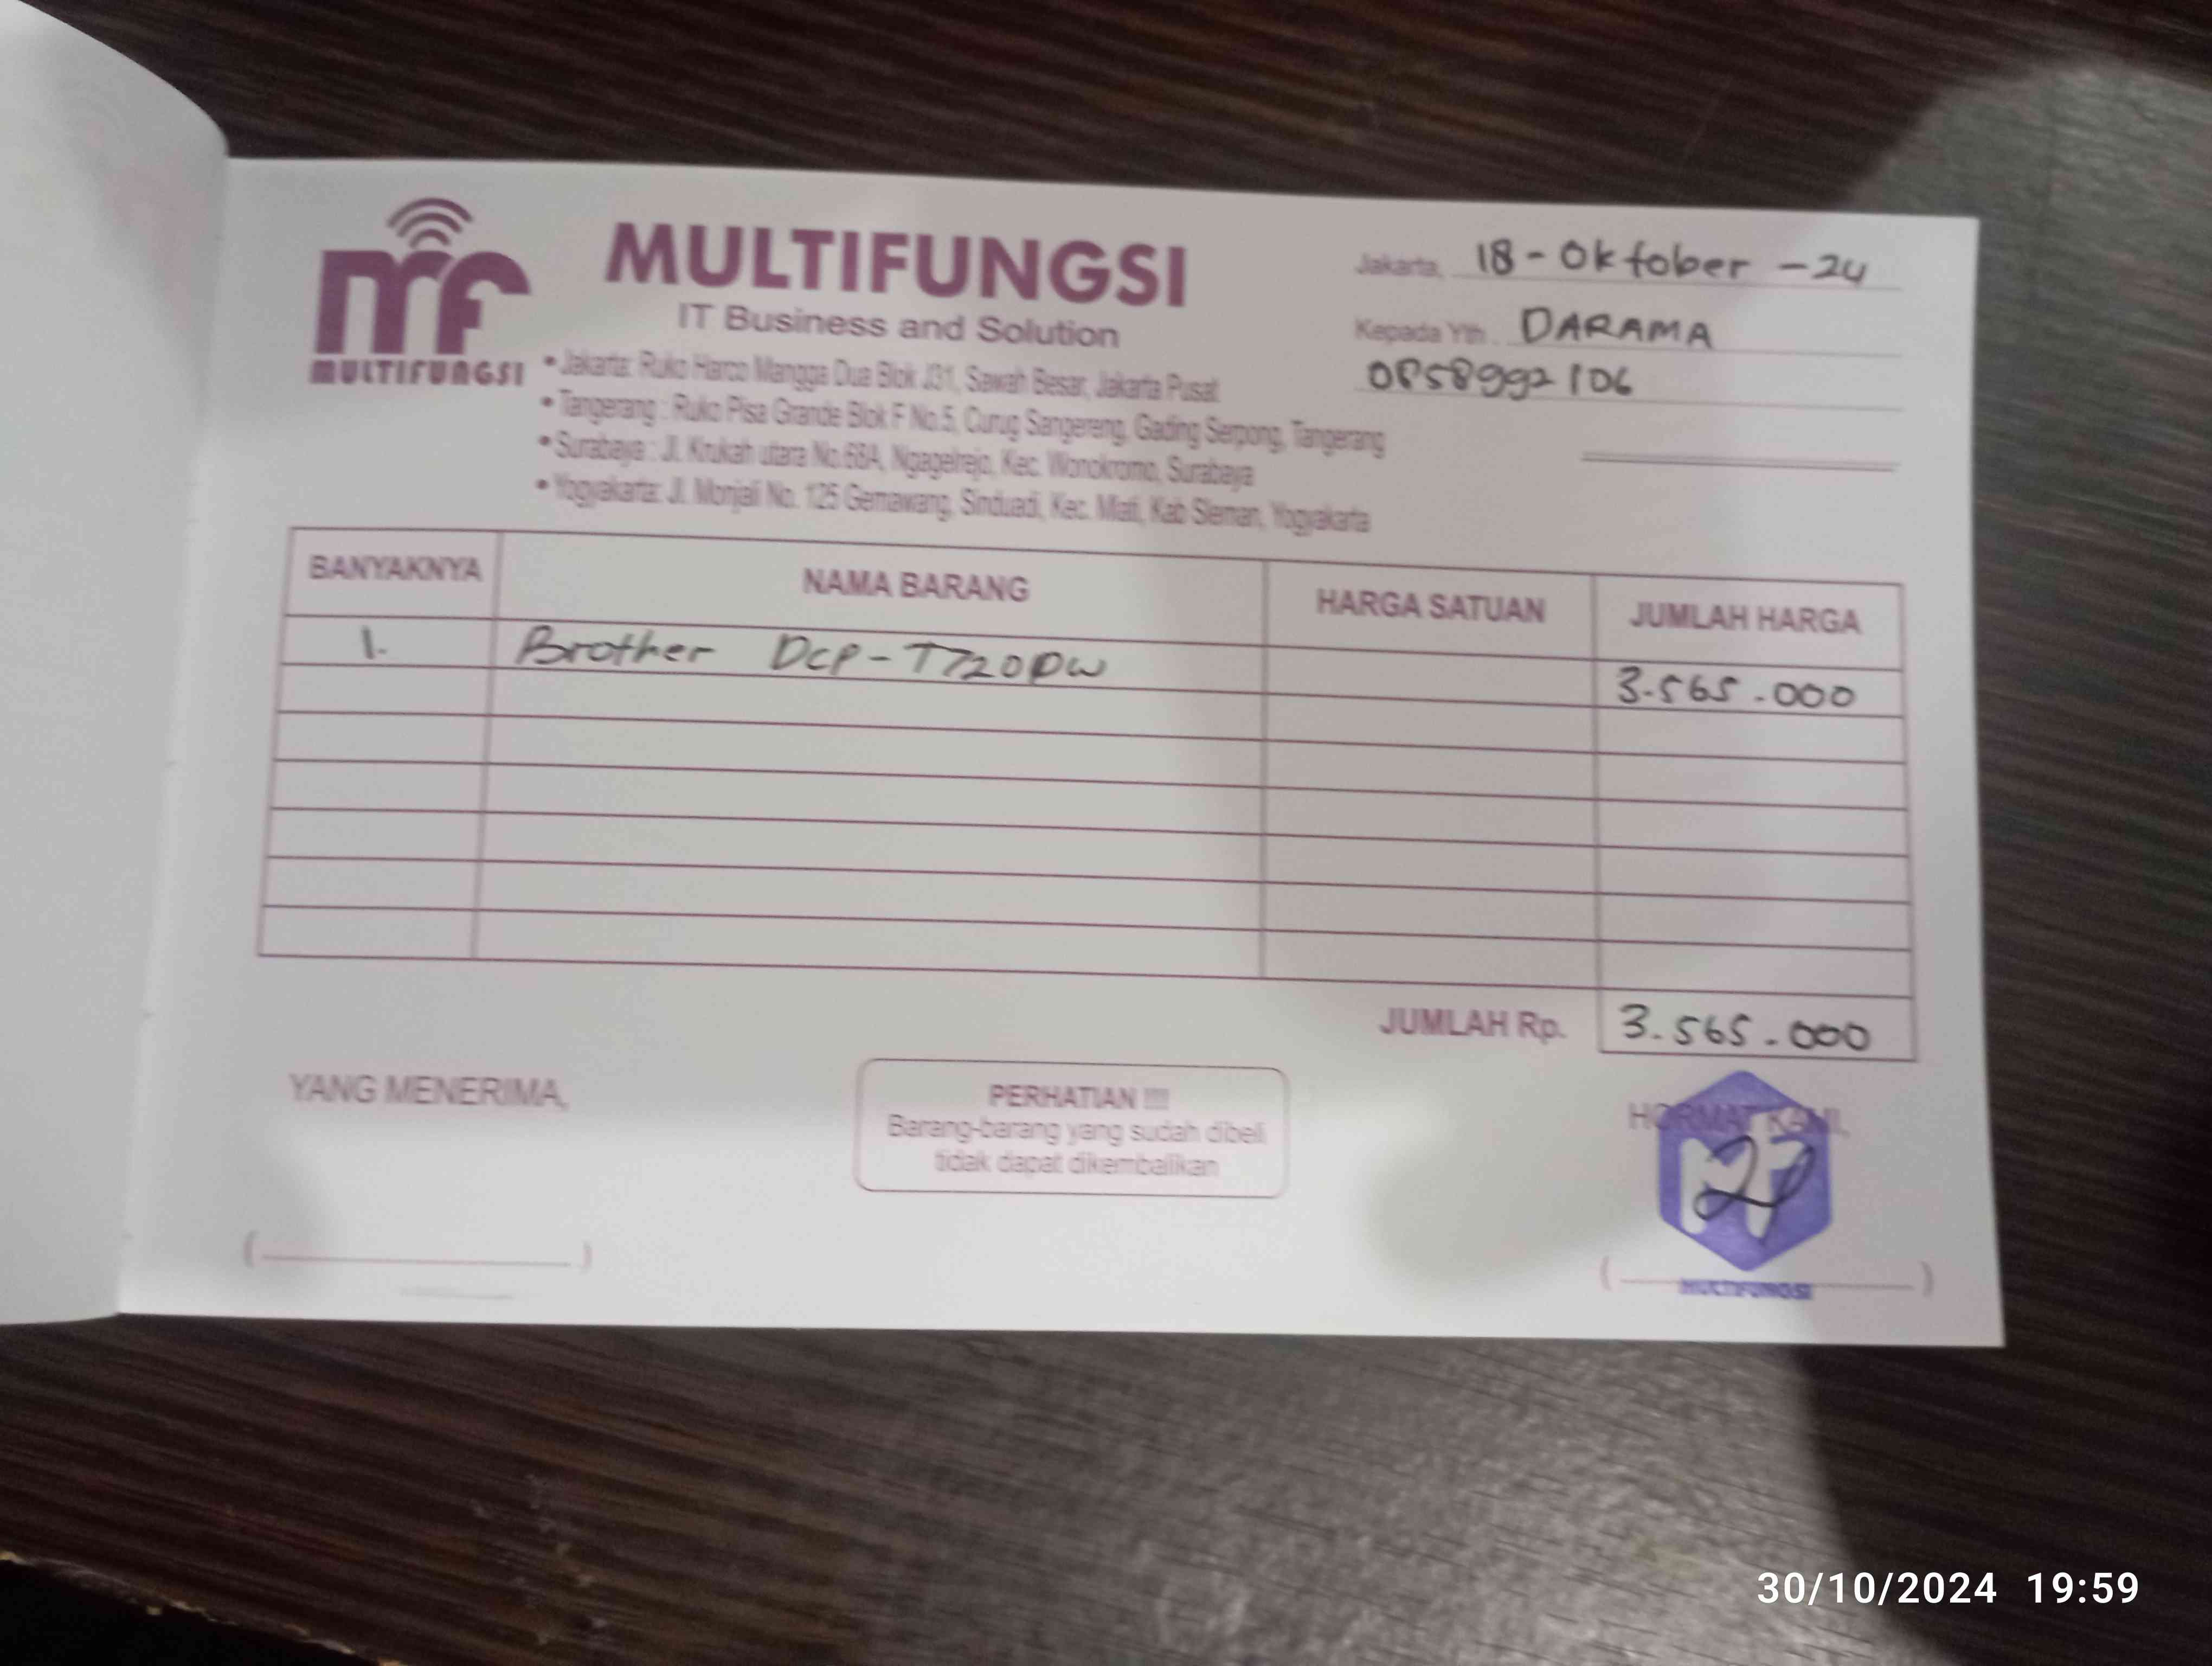 MULTIFUNGSI
MULTIFUNGSI
IT Business and Solution
• Jakarta: Ruko Harco Mangga Dua Blok J31, Sawah Besar, Jakarta Pusat
• Tangerang : Ruko Pisa Grande Blok F No.5, Curug Sangereng, Gading Serpong, Tangerang
• Surabaya : Jl. Krukah utara No.68A, Ngagelrejo, Kec. Wonokromo, Surabaya
• Yogyakarta: Jl. Monjali No. 125 Gemawang, Sinduadi, Kec. Mlati, Kab Sleman, Yogyakarta
Jakarta, 18 - Oktober - 24
Kepada Yth. DARAMA
0858992106
BANYAKNYA NAMA BARANG HARGA SATUAN JUMLAH HARGA
1. Brother DCP-T720DW 3.565.000
JUMLAH Rp. 3.565.000
YANG MENERIMA,
PERHATIAN !!!!
Barang-barang yang sudah dibeli
tidak dapat dikembalikan
HORMAT KAMI,
MULTIFUNGSI
30/10/2024 19:59